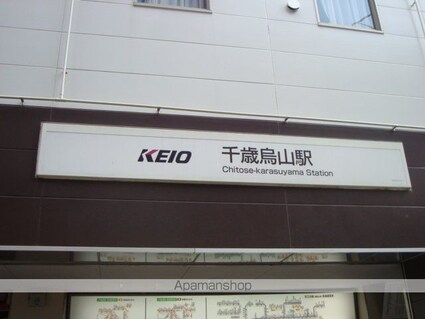 KEIO 千歳烏山駅
Chitose-karasuyama Station
Apamanshop